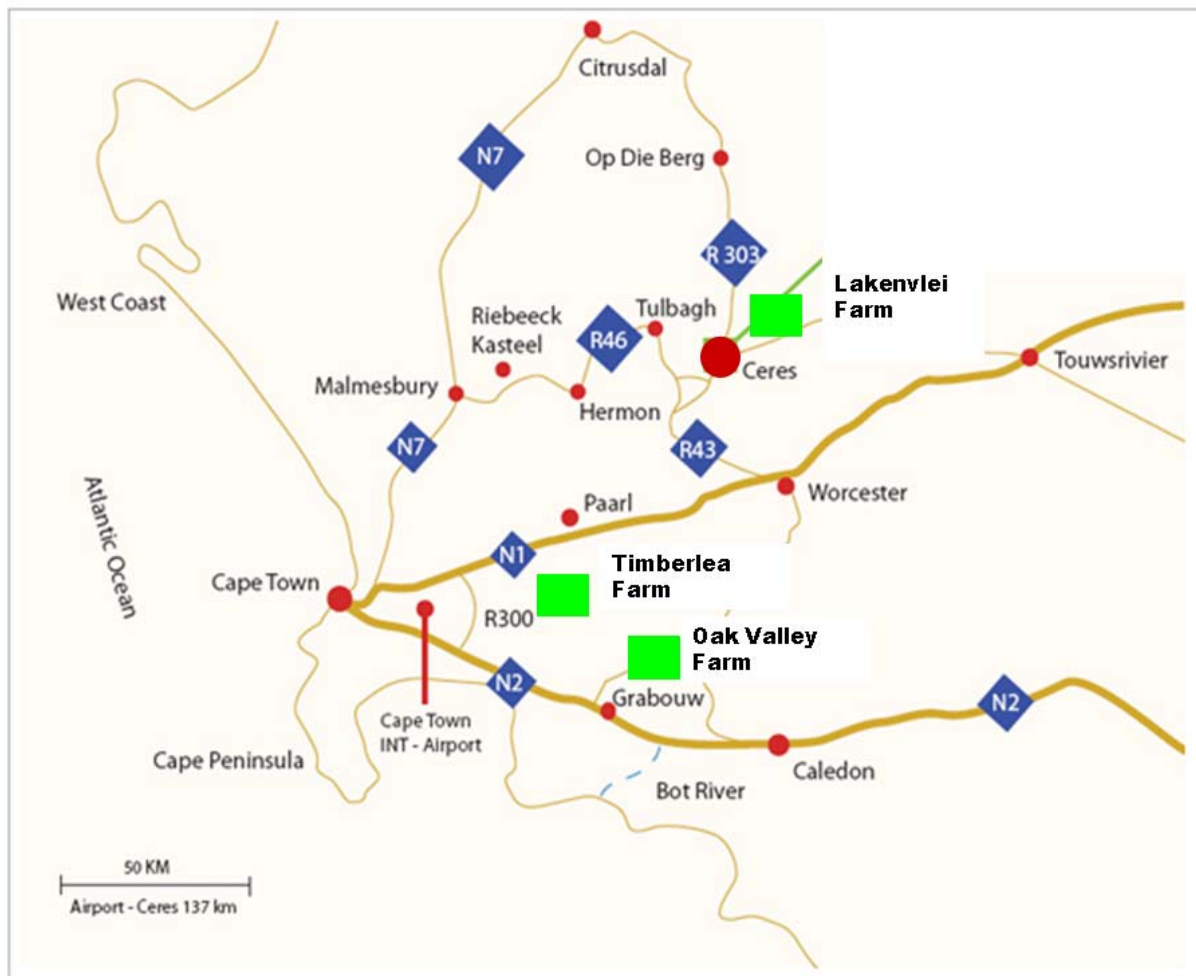 Citrusdal
N7
Op Die Berg
R 303
Lakenvlei
Farm
West Coast
Riebeeck
Kasteel
R46
Tulbagh
Touwsrivier
Ceres
Malmesbury
Hermon
N7
R43
Worcester
Paarl
Atlantic Ocean
N1
Timberlea
Farm
Cape Town
R300
Oak Valley
Farm
N2
Grabouw
N2
Cape Town
INT - Airport
Cape Peninsula
Caledon
Bot River
50 KM
Airport - Ceres 137 km